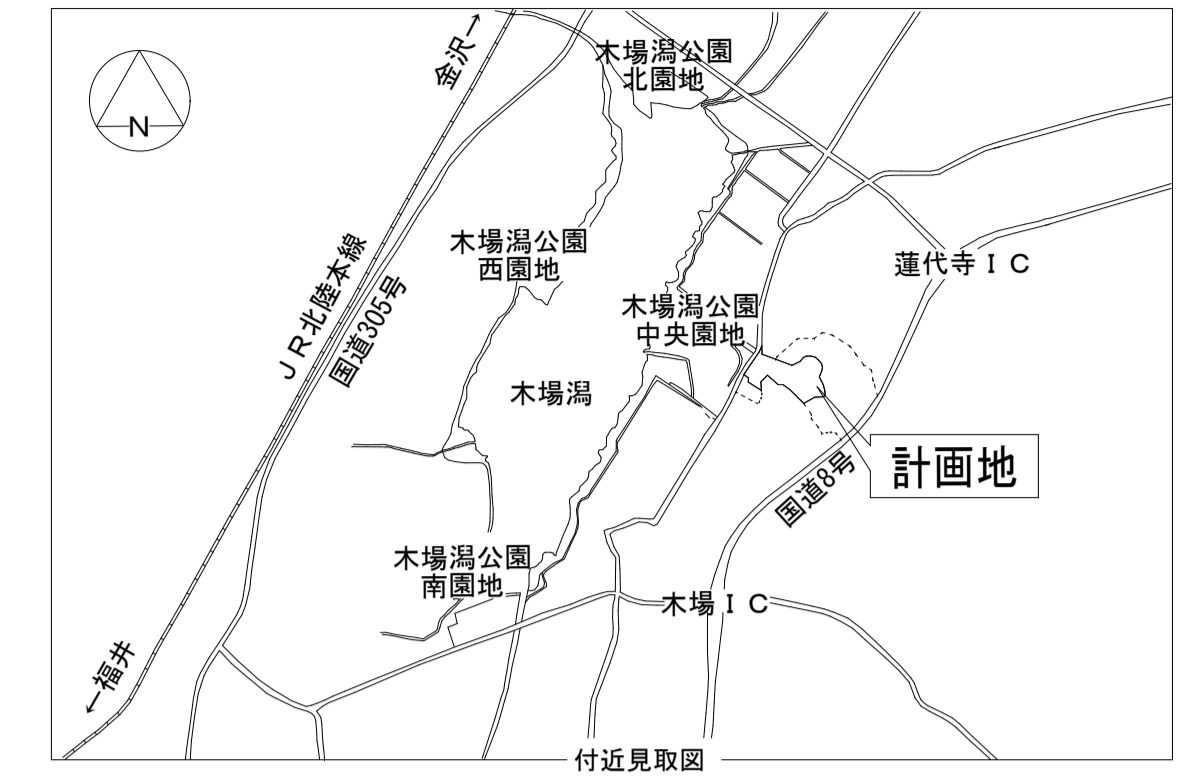 金沢→
木場潟公園
北園地
N
木場潟公園
西園地
蓮代寺ＩＣ
ＪＲ北陸本線
国道305号
木場潟公園
中央園地
木場潟
計画地
国道8号
木場潟公園
南園地
木場ＩＣ
←福井
付近見取図